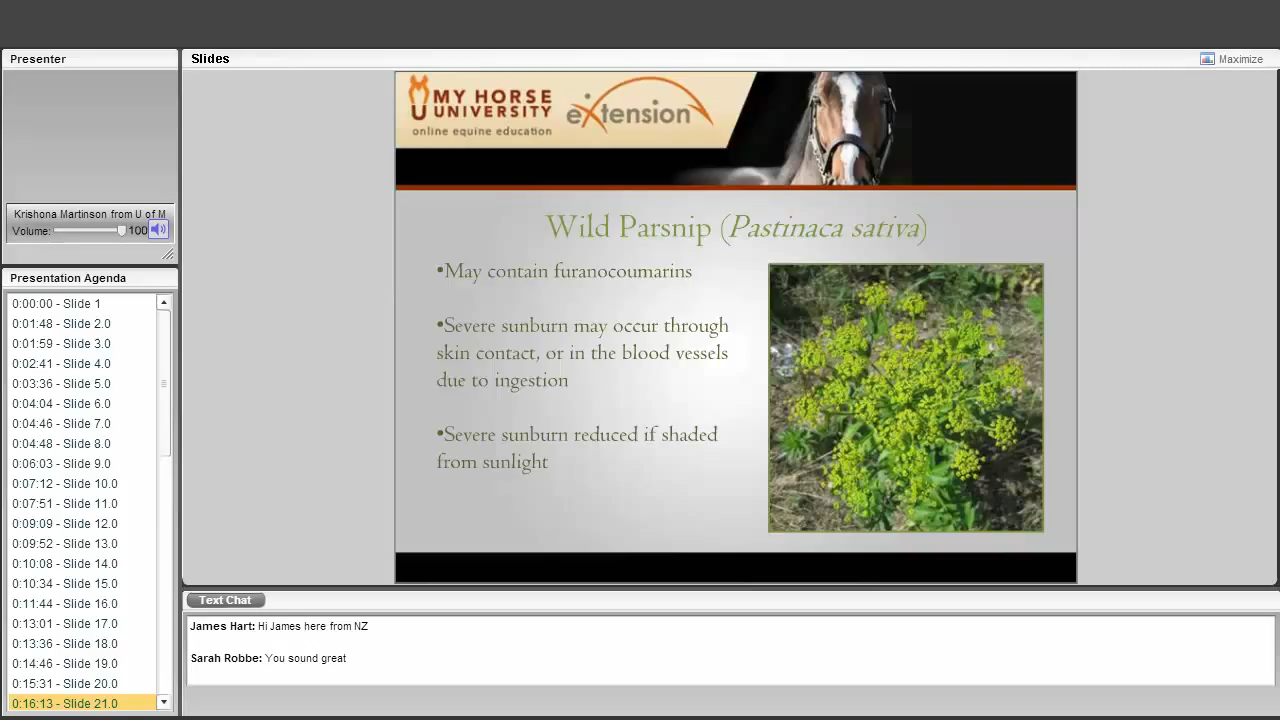 Presenter
Slides
Maximize
MY HORSE
UNIVERSITY
online equine education
eXtension
Krishona Martinson from U of M
Volume: 100
Presentation Agenda
0:00:00 - Slide 1
0:01:48 - Slide 2.0
0:01:59 - Slide 3.0
0:02:41 - Slide 4.0
0:03:36 - Slide 5.0
0:04:04 - Slide 6.0
0:04:46 - Slide 7.0
0:04:48 - Slide 8.0
0:06:03 - Slide 9.0
0:07:12 - Slide 10.0
0:07:51 - Slide 11.0
0:09:09 - Slide 12.0
0:09:52 - Slide 13.0
0:10:08 - Slide 14.0
0:10:34 - Slide 15.0
0:11:44 - Slide 16.0
0:13:01 - Slide 17.0
0:13:36 - Slide 18.0
0:14:46 - Slide 19.0
0:15:31 - Slide 20.0
0:16:13 - Slide 21.0
Wild Parsnip (Pastinaca sativa)
•May contain furanocoumarins
•Severe sunburn may occur through
skin contact, or in the blood vessels
due to ingestion
•Severe sunburn reduced if shaded
from sunlight
Text Chat
James Hart: Hi James here from NZ
Sarah Robbe: You sound great